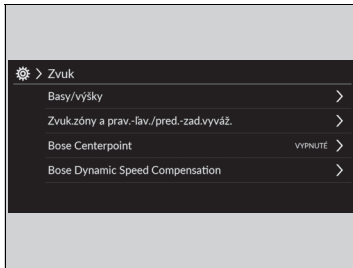 Zvuk
Basy/výšky
Zvuk.zóny a prav.-ľav./pred.-zad.vyváž.
Bose Centerpoint VYPNUTÉ
Bose Dynamic Speed Compensation